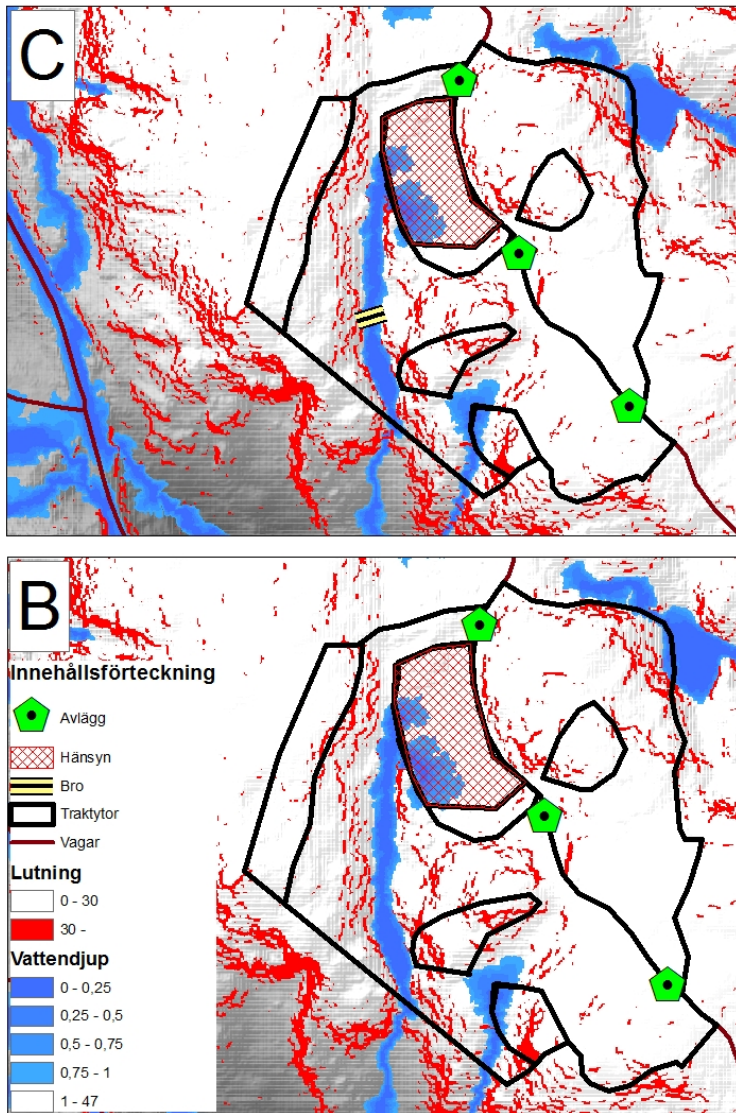 C
B
Innehållsförteckning
Avlägg
Hänsyn
Bro
Traktytor
Vagar
Lutning
0 - 30
30 -
Vattendjup
0 - 0,25
0,25 - 0,5
0,5 - 0,75
0,75 - 1
1 - 47